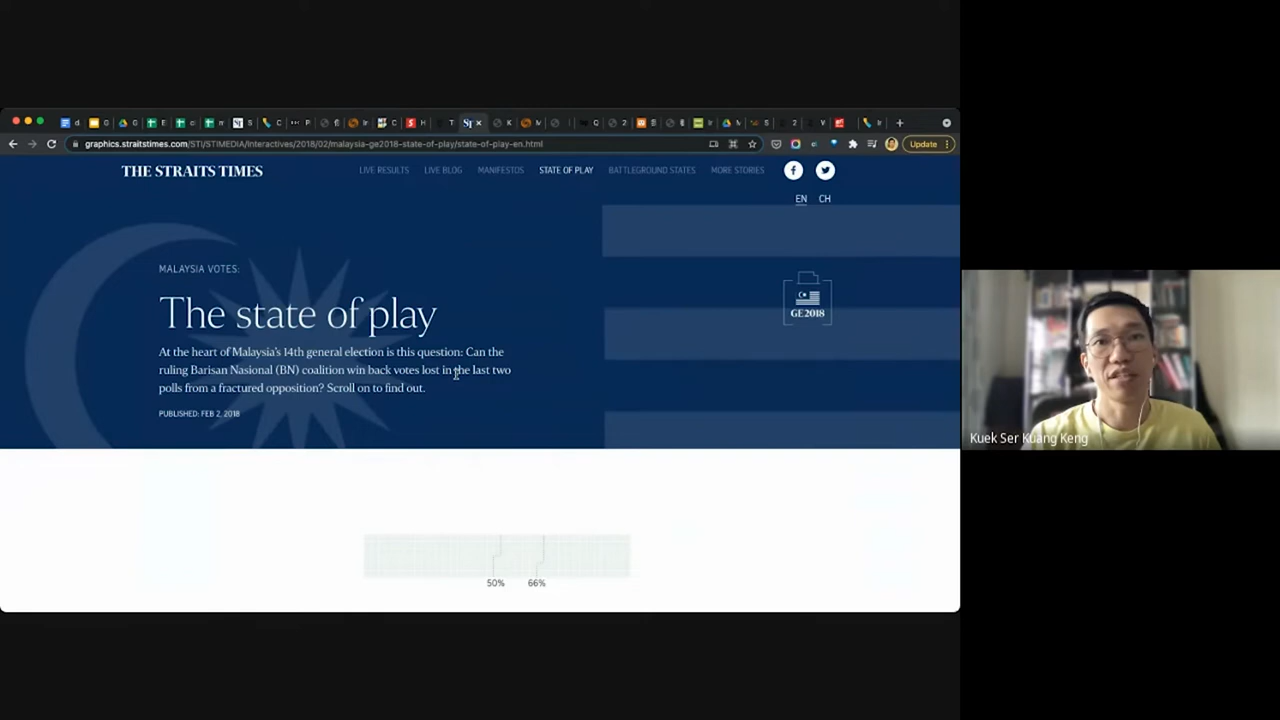 graphics.straitstimes.com/STI/STIMEDIA/Interactives/2018/02/malaysia-ge2018-state-of-play/state-of-play-en.html
Update
THE STRAITS TIMES
LIVE RESULTS
LIVE BLOG
MANIFESTOS
STATE OF PLAY
BATTLEGROUND STATES
MORE STORIES
EN
CH
MALAYSIA VOTES:
The state of play
At the heart of Malaysia's 14th general election is this question: Can the
ruling Barisan Nasional (BN) coalition win back votes lost in the last two
polls from a fractured opposition? Scroll on to find out.
PUBLISHED: FEB 2, 2018
GE2018
50%
66%
Kuek Ser Kuang Keng